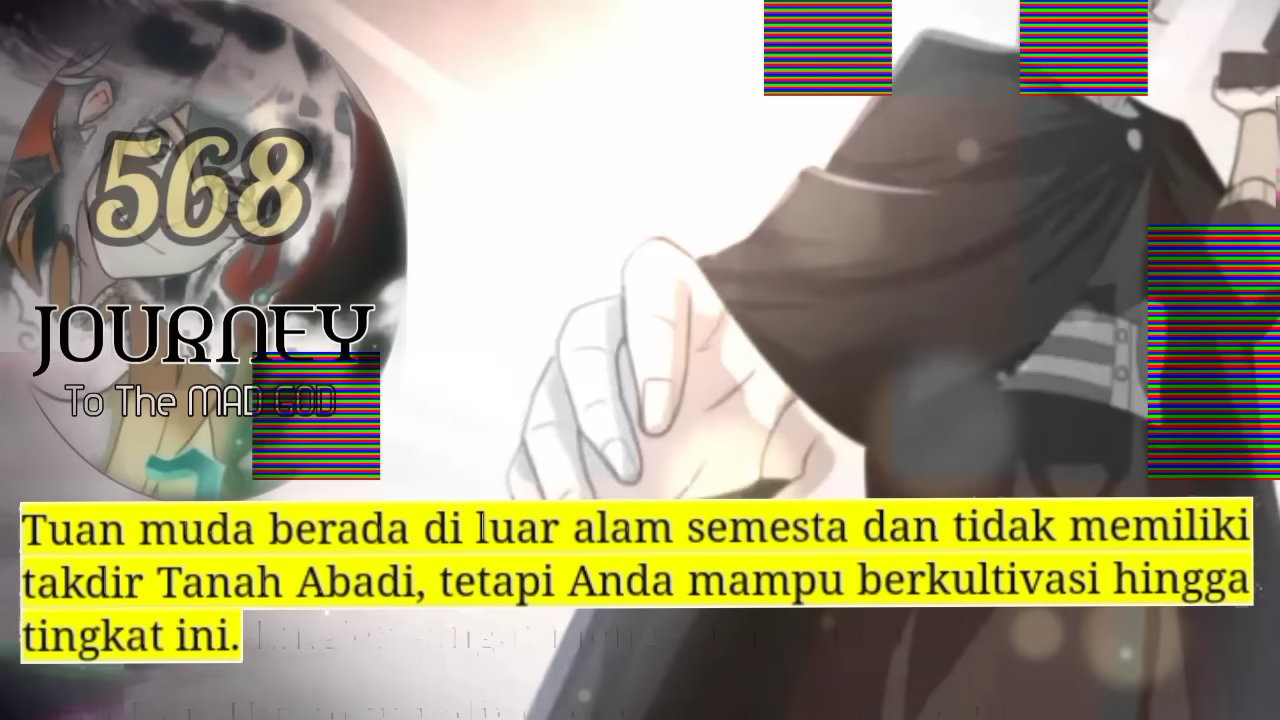 568
JOURNEY
To The MAD GOD
Tuan muda berada di luar alam semesta dan tidak memiliki
takdir Tanah Abadi, tetapi Anda mampu berkultivasi hingga
tingkat ini.